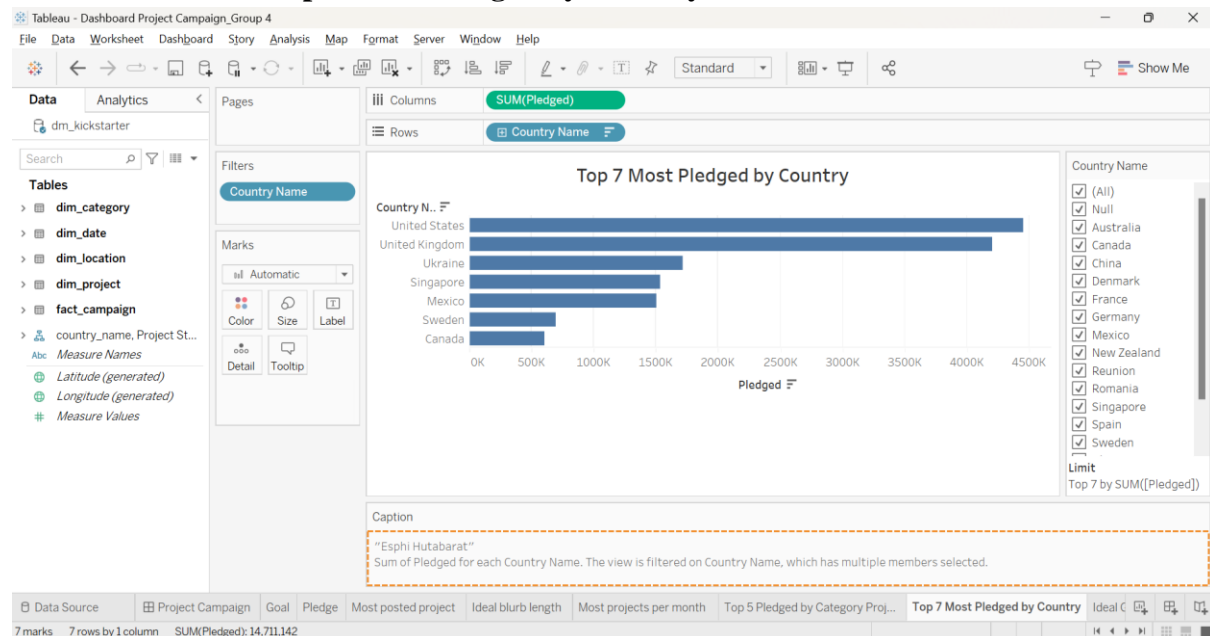 Tableau - Dashboard Project Campaign_Group 4
File Data Worksheet Dashboard Story Analysis Map Format Server Window Help
Standard
Show Me
Data Analytics
dm_kickstarter
Search
Tables
dim_category
dim_date
dim_location
dim_project
fact_campaign
country_name, Project St...
Abc Measure Names
Latitude (generated)
Longitude (generated)
# Measure Values
Pages
Filters
Country Name
Marks
Automatic
Color Size Label
Detail Tooltip
Columns SUM(Pledged)
Rows Country Name
Top 7 Most Pledged by Country
Country N..
United States
United Kingdom
Ukraine
Singapore
Mexico
Sweden
Canada
0K 500K 1000K 1500K 2000K 2500K 3000K 3500K 4000K 4500K
Pledged
Country Name
(All)
Null
Australia
Canada
China
Denmark
France
Germany
Mexico
New Zealand
Reunion
Romania
Singapore
Spain
Sweden
Limit
Top 7 by SUM([Pledged])
Caption
"Esphi Hutabarat"
Sum of Pledged for each Country Name. The view is filtered on Country Name, which has multiple members selected.
Data Source Project Campaign Goal Pledge Most posted project Ideal blurb length Most projects per month Top 5 Pledged by Category Proj... Top 7 Most Pledged by Country Ideal
7 marks 7 rows by 1 column SUM(Pledged): 14,711,142